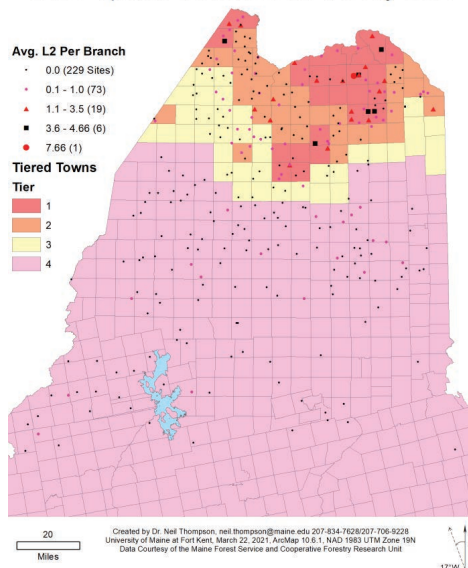 Avg. L2 Per Branch
0.0 (229 Sites)
0.1 - 1.0 (73)
1.1 - 3.5 (19)
3.6 - 4.66 (6)
7.66 (1)
Tiered Towns
Tier
1
2
3
4
20
Miles
Created by Dr. Neil Thompson, neil.thompson@maine.edu 207-834-7628/207-706-9228
University of Maine at Fort Kent, March 22, 2021, ArcMap 10.6.1, NAD 1983 UTM Zone 19N
Data Courtesy of the Maine Forest Service and Cooperative Forestry Research Unit
17°W